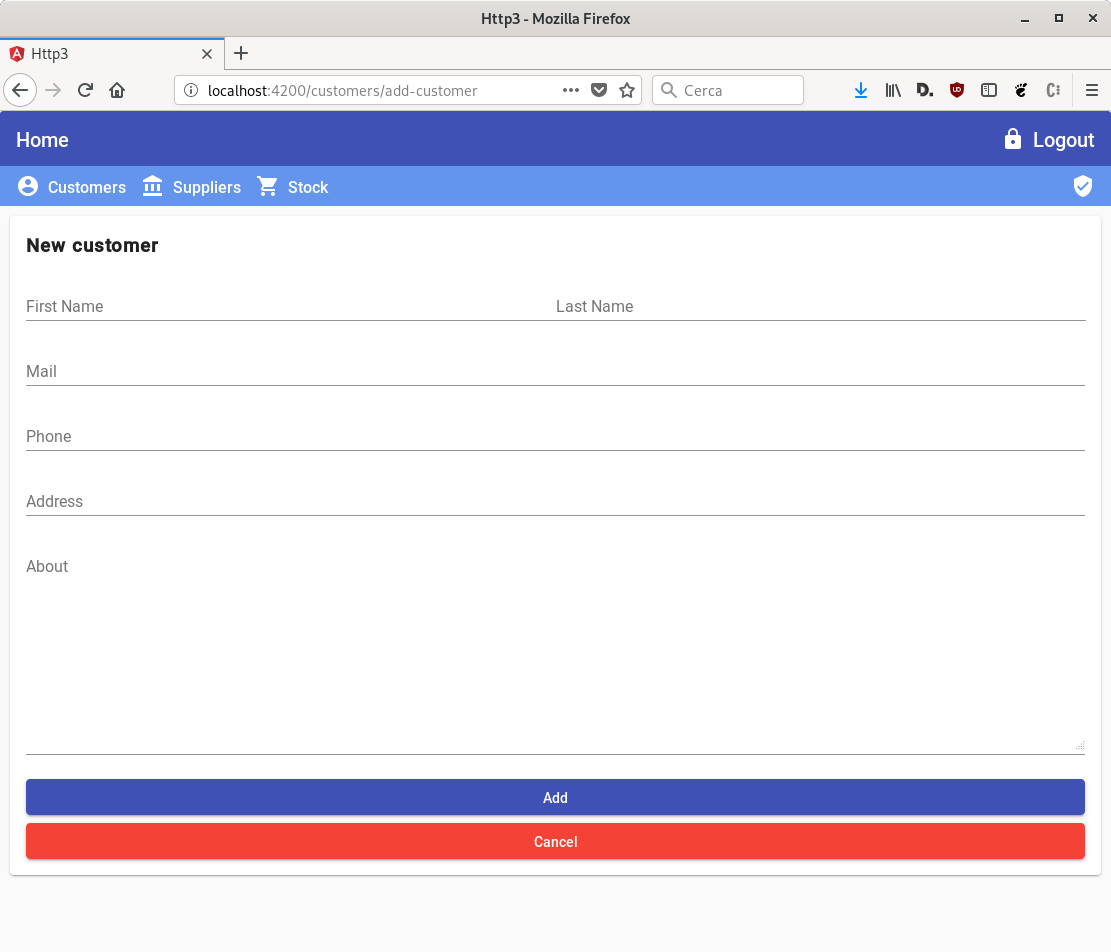 Http3 - Mozilla Firefox
Http3
localhost:4200/customers/add-customer
Cerca
Home
Logout
Customers
Suppliers
Stock
New customer
First Name
Last Name
Mail
Phone
Address
About
Add
Cancel